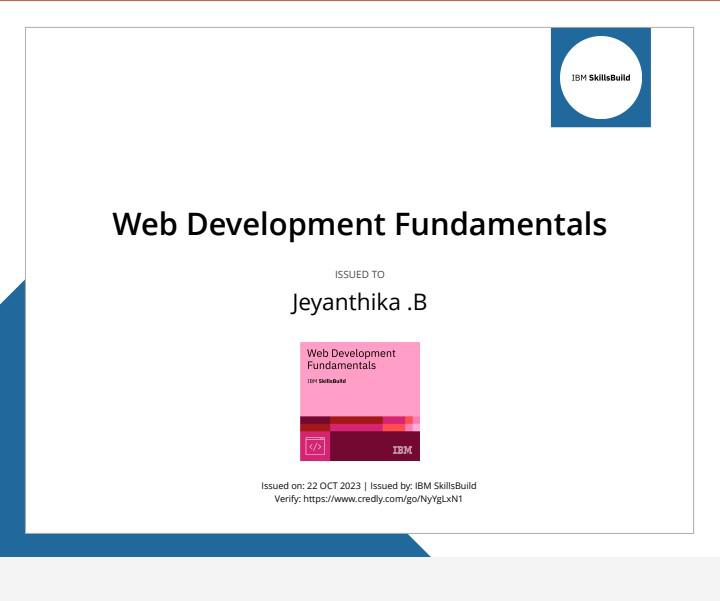 IBM SkillsBuild
Web Development Fundamentals
ISSUED TO
Jeyanthika .B
Web Development
Fundamentals
IBM SkillsBuild
</>
IBM
Issued on: 22 OCT 2023 | Issued by: IBM SkillsBuild
Verify: https://www.credly.com/go/NyYgLxN1